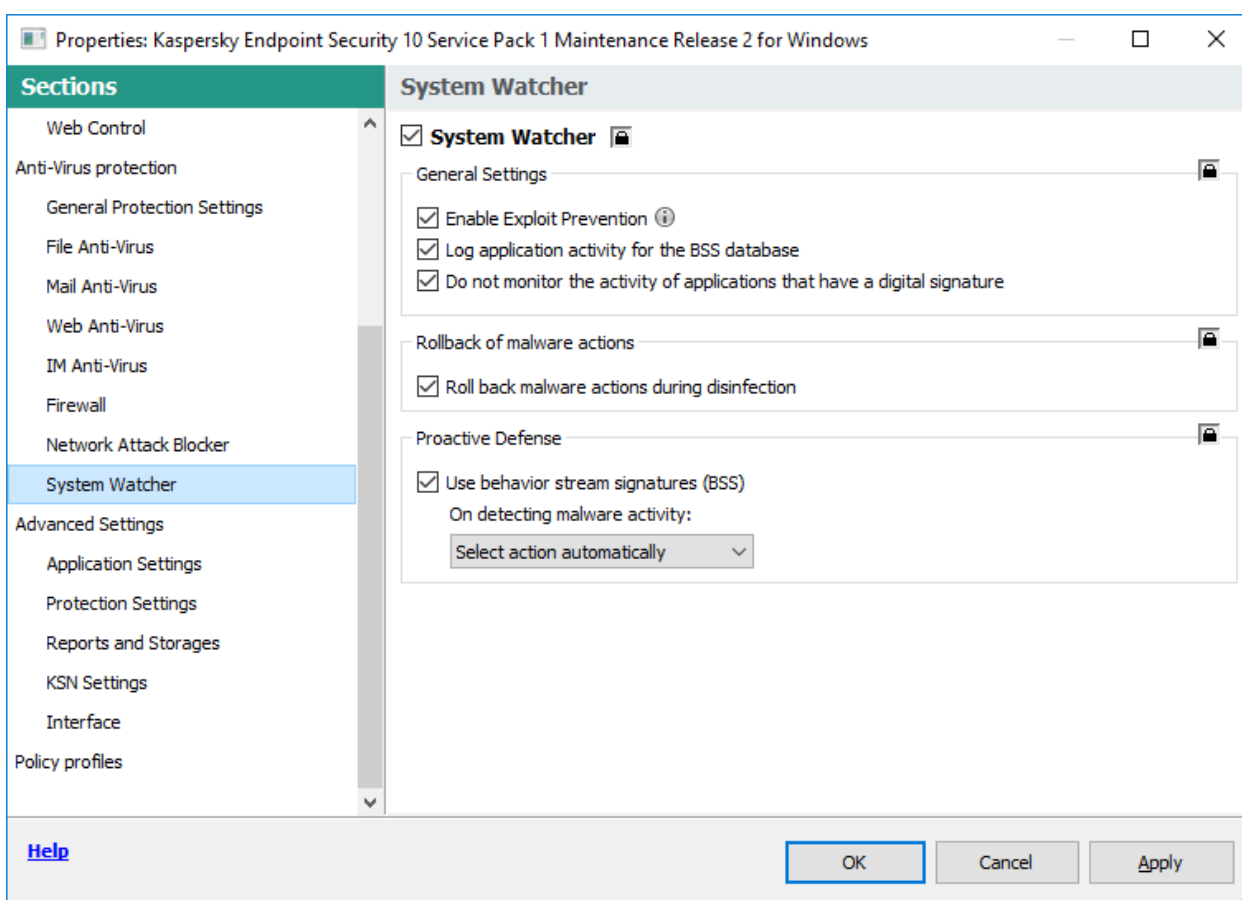 Properties: Kaspersky Endpoint Security 10 Service Pack 1 Maintenance Release 2 for Windows
Sections
Web Control
Anti-Virus protection
General Protection Settings
File Anti-Virus
Mail Anti-Virus
Web Anti-Virus
IM Anti-Virus
Firewall
Network Attack Blocker
System Watcher
Advanced Settings
Application Settings
Protection Settings
Reports and Storages
KSN Settings
Interface
Policy profiles
System Watcher
System Watcher
General Settings
Enable Exploit Prevention
Log application activity for the BSS database
Do not monitor the activity of applications that have a digital signature
Rollback of malware actions
Roll back malware actions during disinfection
Proactive Defense
Use behavior stream signatures (BSS)
On detecting malware activity:
Select action automatically
Help
OK
Cancel
Apply